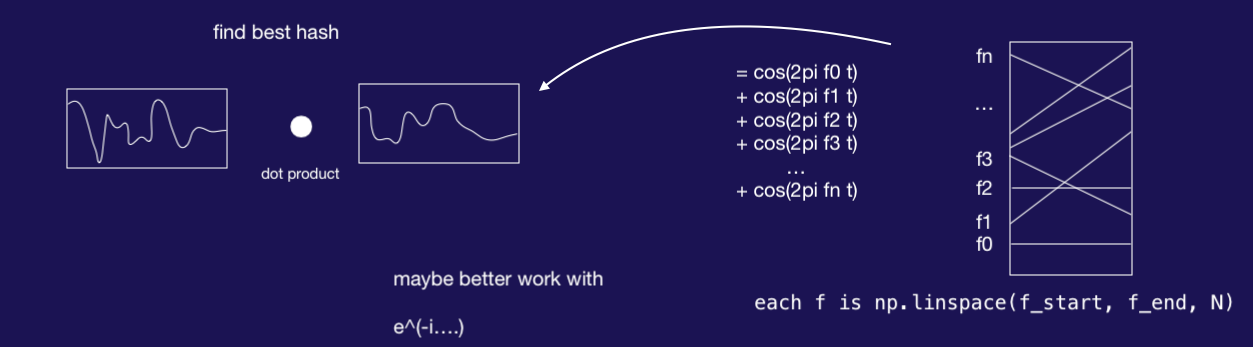 find best hash
dot product
= cos(2pi f0 t)
+ cos(2pi f1 t)
+ cos(2pi f2 t)
+ cos(2pi f3 t)
...
+ cos(2pi fn t)
fn
...
f3
f2
f1
f0
maybe better work with
e^(-i....)
each f is np.linspace(f_start, f_end, N)